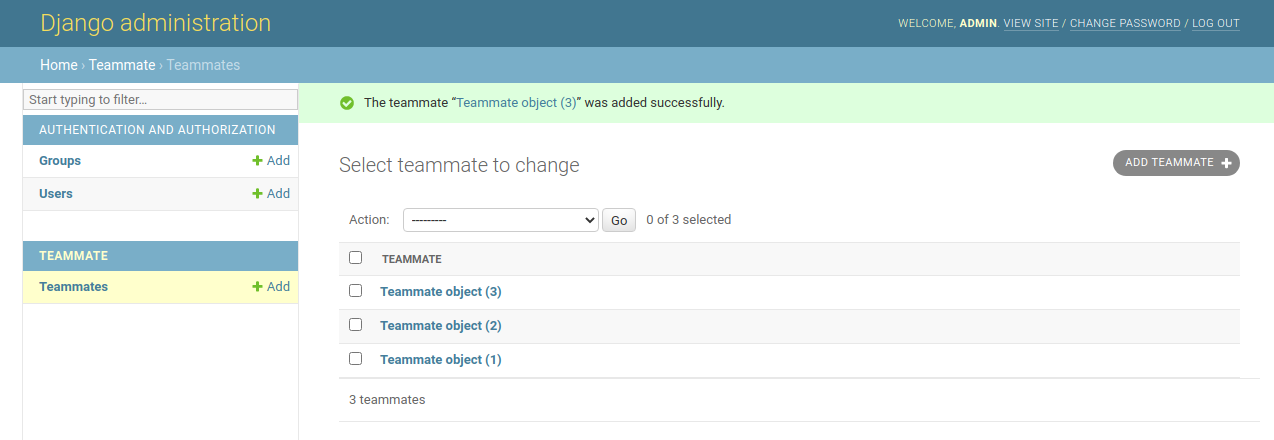 Django administration
WELCOME, ADMIN. VIEW SITE / CHANGE PASSWORD / LOG OUT
Home › Teammate › Teammates
Start typing to filter…
AUTHENTICATION AND AUTHORIZATION
Groups + Add
Users + Add
TEAMMATE
Teammates + Add
The teammate “Teammate object (3)” was added successfully.
Select teammate to change
ADD TEAMMATE +
Action: --------- Go 0 of 3 selected
TEAMMATE
Teammate object (3)
Teammate object (2)
Teammate object (1)
3 teammates